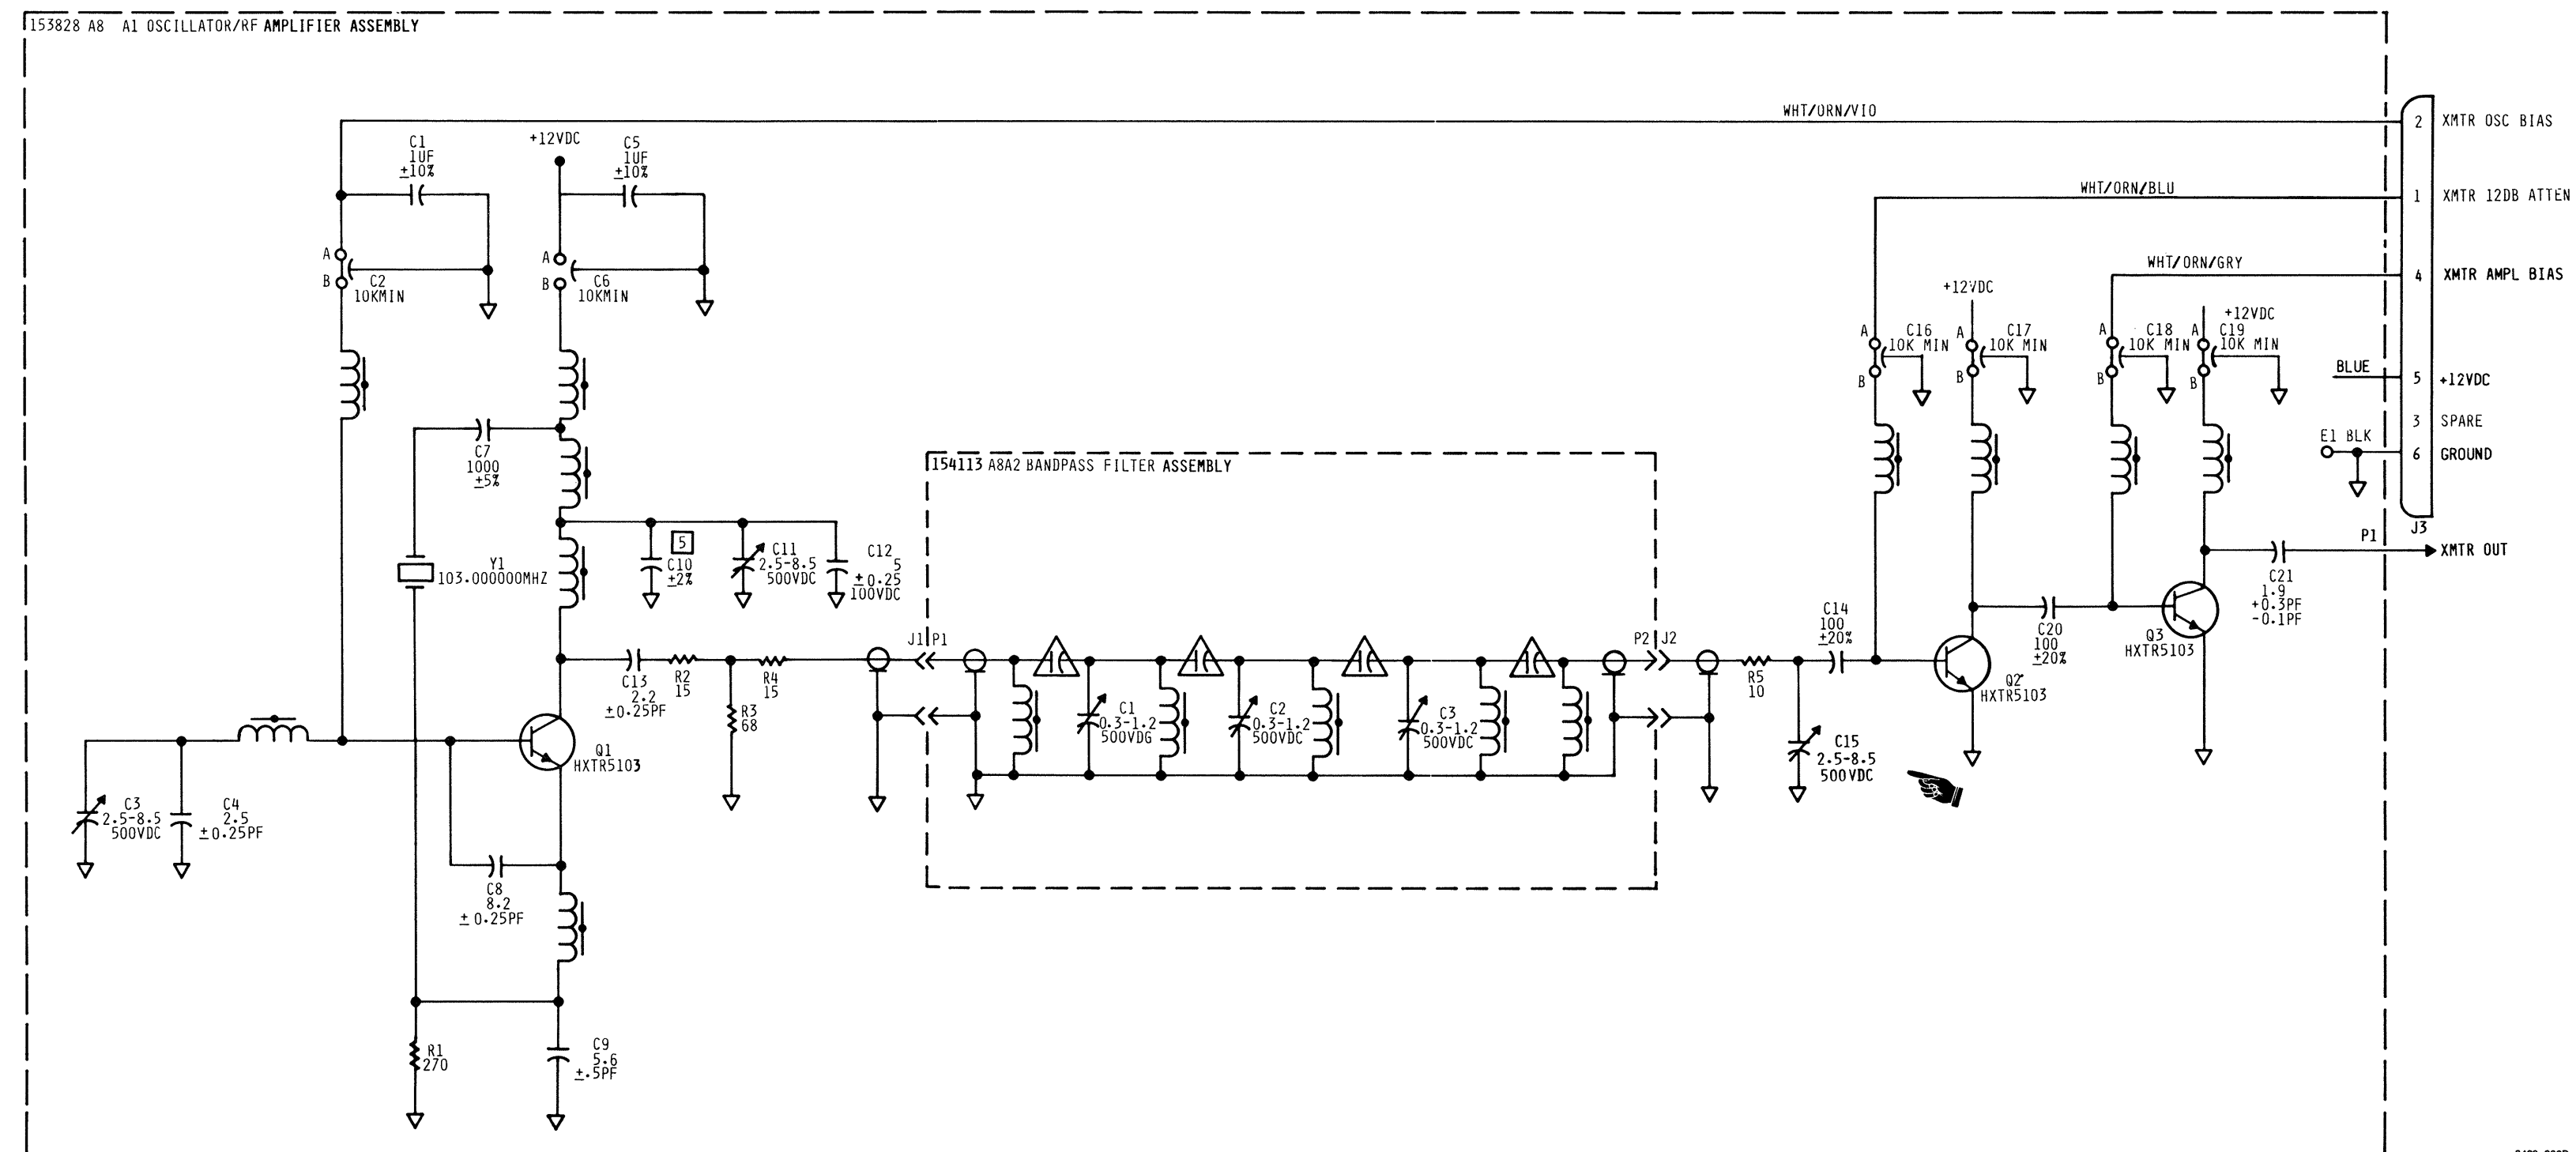 153828 A8 A1 OSCILLATOR/RF AMPLIFIER ASSEMBLY
WHT/ORN/VIO
2 XMTR OSC BIAS
C1
1UF
±10%
+12VDC
C5
1UF
±10%
WHT/ORN/BLU
1 XMTR 12DB ATTEN
A
B
C2
10KMIN
A
B
C6
10KMIN
WHT/ORN/GRY
4 XMTR AMPL BIAS
+12VDC
+12VDC
A
B
C16
10K MIN
A
B
C17
10K MIN
A
B
C18
10K MIN
A
B
C19
10K MIN
BLUE
5 +12VDC
3 SPARE
E1 BLK
6 GROUND
J3
P1
XMTR OUT
C7
1000
±5%
154113 A8A2 BANDPASS FILTER ASSEMBLY
Y1
103.000000MHZ
5
C10
±2%
C11
2.5-8.5
500VDC
C12
5
±0.25
100VDC
C21
1.9
+0.3PF
-0.1PF
C13
2.2
±0.25PF
R2
15
R4
15
R3
68
J1 P1
P2 J2
C1
0.3-1.2
500VDG
C2
0.3-1.2
500VDC
C3
0.3-1.2
500VDC
R5
10
C14
100
±20%
C15
2.5-8.5
500VDC
Q2
HXTR5103
C20
100
±20%
Q3
HXTR5103
Q1
HXTR5103
C3
2.5-8.5
500VDC
C4
2.5
±0.25PF
C8
8.2
±0.25PF
R1
270
C9
5.6
±.5PF